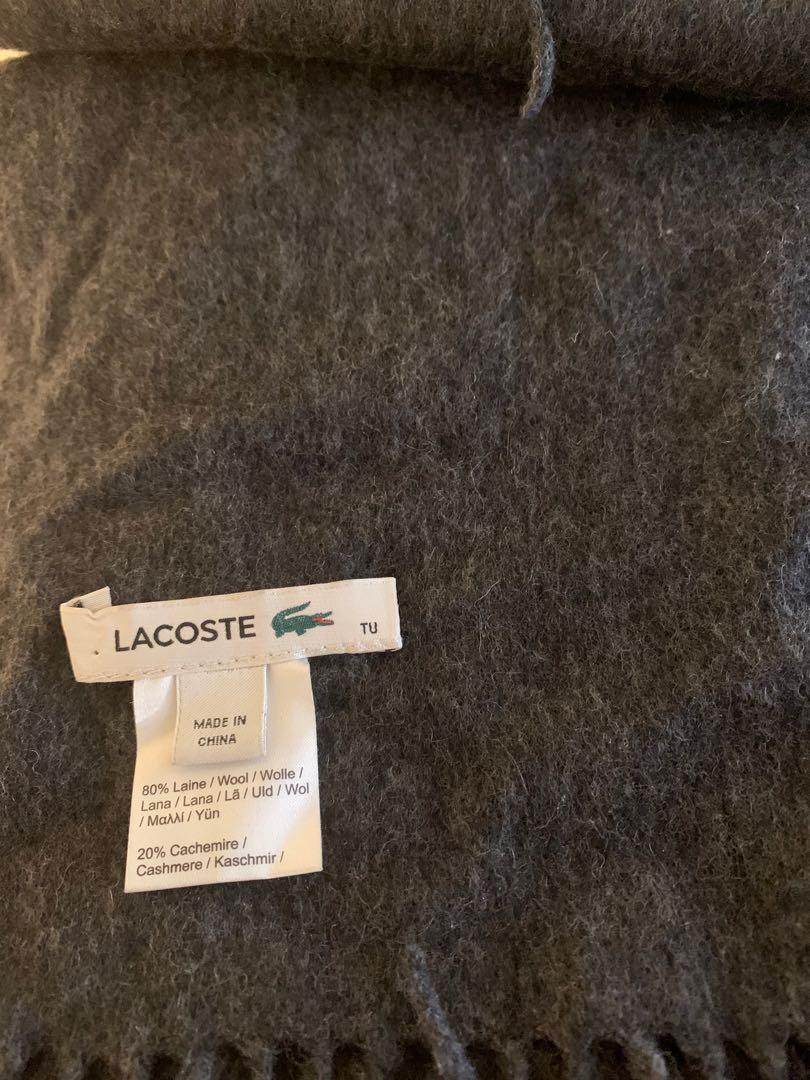 LACOSTE TU
MADE IN
CHINA
80% Laine / Wool / Wolle /
Lana / Lana / Lã / Uld / Wol
/ Μαλλί / Yün
20% Cachemire /
Cashmere / Kaschmir /